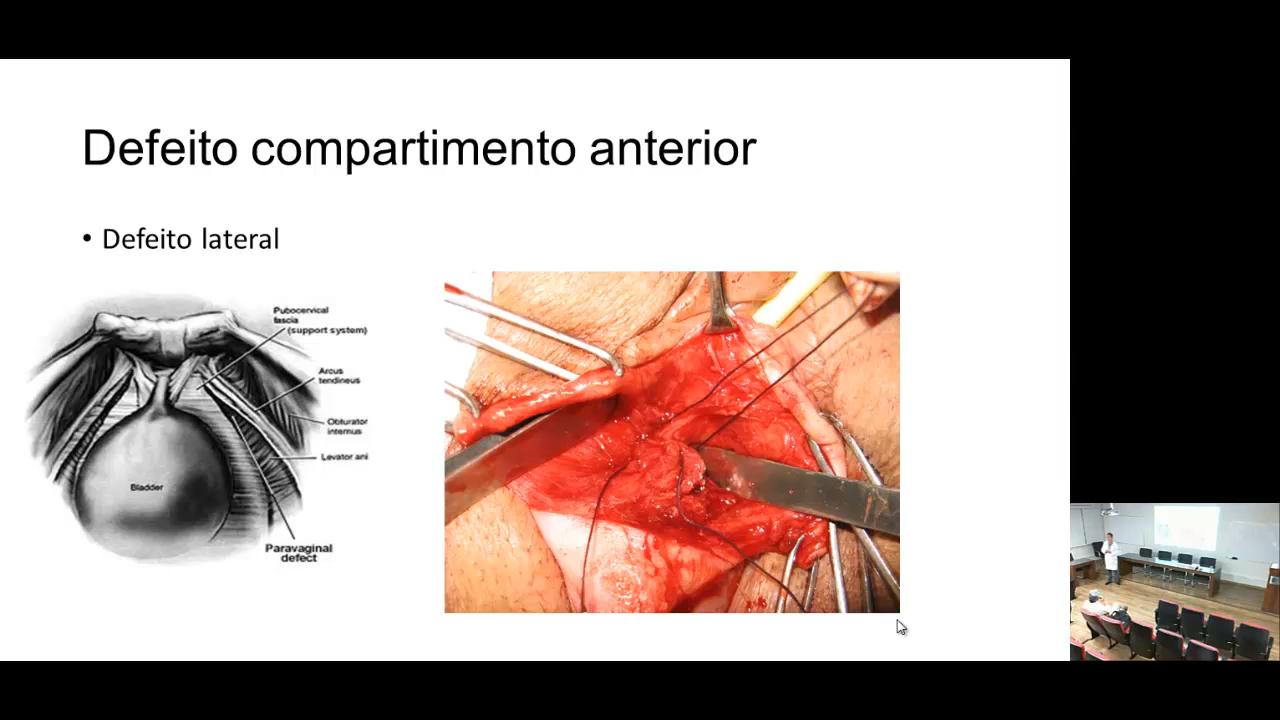 Defeito compartimento anterior
• Defeito lateral
Pubocervical
fascia
(support system)
Arcus
tendineus
Obturator
internus
Levator ani
Bladder
Paravaginal
defect